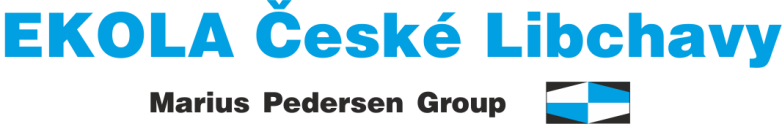 EKOLA České Libchavy
Marius Pedersen Group